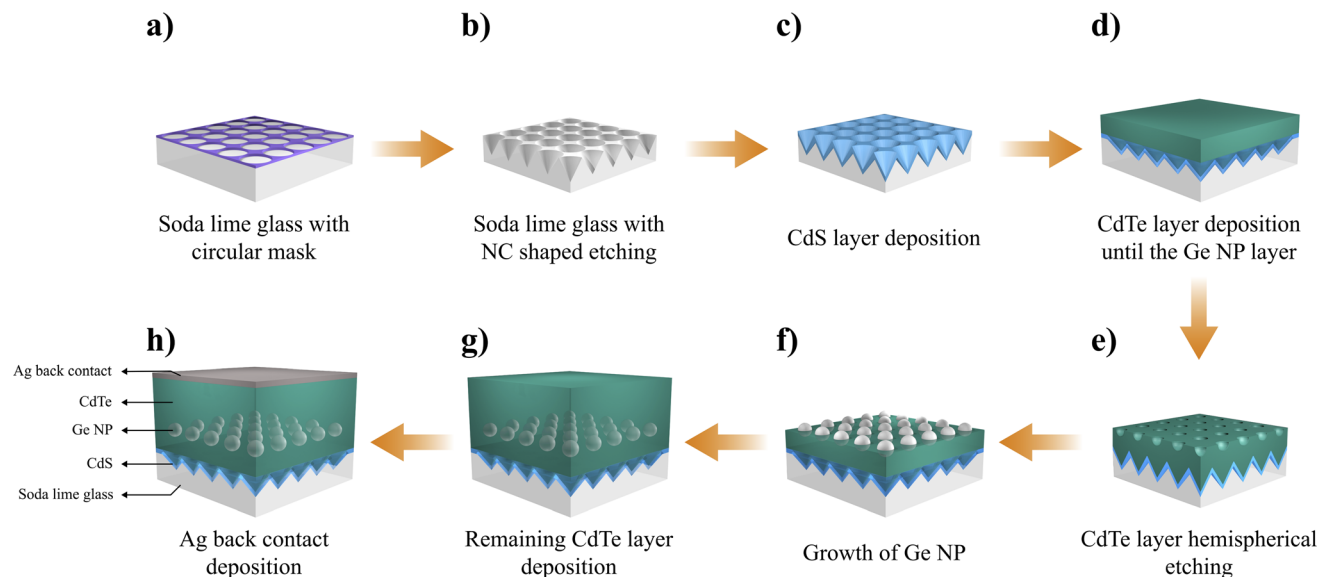 a)
b)
c)
d)
Soda lime glass with
circular mask
Soda lime glass with
NC shaped etching
CdS layer deposition
CdTe layer deposition
until the Ge NP layer
h)
g)
f)
e)
Ag back contact
CdTe
Ge NP
CdS
Soda lime glass
Ag back contact
deposition
Remaining CdTe layer
deposition
Growth of Ge NP
CdTe layer hemispherical
etching